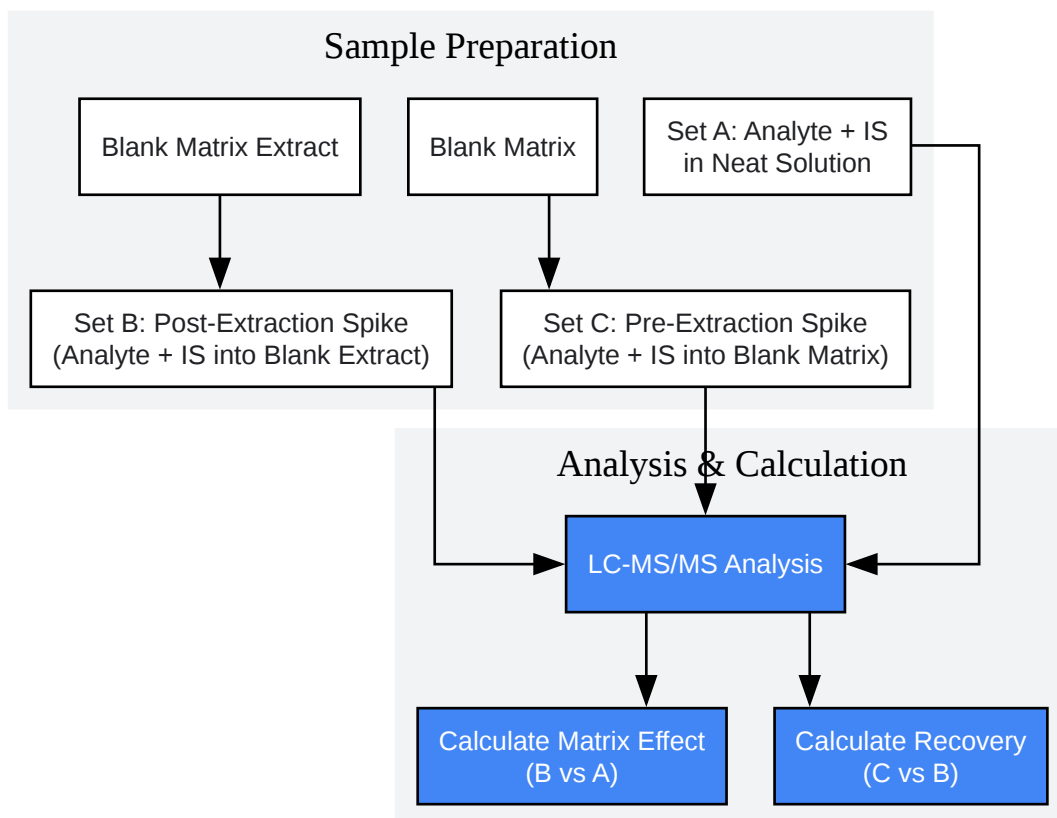 Sample Preparation
Blank Matrix Extract
Blank Matrix
Set A: Analyte + IS
in Neat Solution
Set B: Post-Extraction Spike
(Analyte + IS into Blank Extract)
Set C: Pre-Extraction Spike
(Analyte + IS into Blank Matrix)
Analysis & Calculation
LC-MS/MS Analysis
Calculate Matrix Effect
(B vs A)
Calculate Recovery
(C vs B)